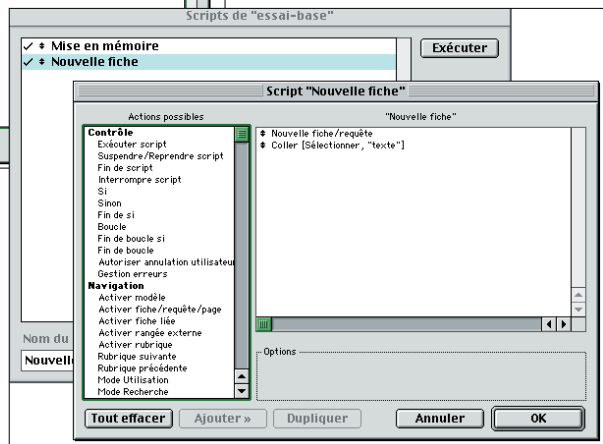 Scripts de "essai-base"
Mise en mémoire
Nouvelle fiche
Exécuter
Script "Nouvelle fiche"
Actions possibles
Contrôle
Exécuter script
Suspendre/Reprendre script
Fin de script
Interrompre script
Si
Sinon
Fin de si
Boucle
Fin de boucle si
Fin de boucle
Autoriser annulation utilisateu
Gestion erreurs
Navigation
Activer modèle
Activer fiche/requête/page
Activer fiche liée
Activer rangée externe
Activer rubrique
Rubrique suivante
Rubrique précédente
Mode Utilisation
Mode Recherche
"Nouvelle fiche"
Nouvelle fiche/requête
Coller [Sélectionner, "texte"]
Options
Nom du
Nouvell
Tout effacer
Ajouter »
Dupliquer
Annuler
OK